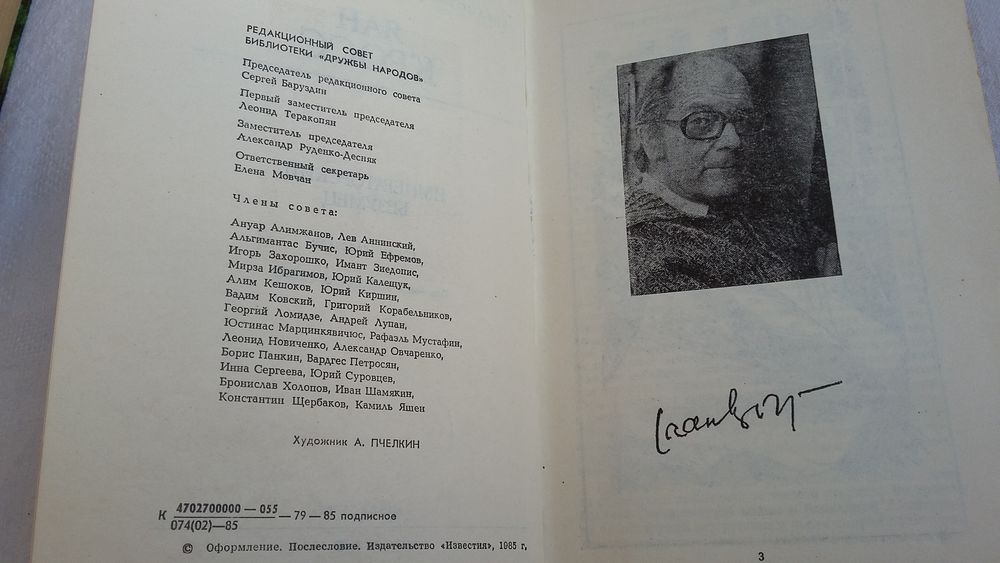 РЕДАКЦИОННЫЙ СОВЕТ
БИБЛИОТЕКИ «ДРУЖБЫ НАРОДОВ»
Председатель редакционного совета
Сергей Баруздин
Первый заместитель председателя
Леонид Теракопян
Заместитель председателя
Александр Руденко-Десняк
Ответственный секретарь
Елена Мовчан
Члены совета:
Ануар Алимжанов, Лев Аннинский,
Альгимантас Бучис, Юрий Ефремов,
Игорь Захорошко, Имант Зиедонис,
Мирза Ибрагимов, Юрий Калещук,
Алим Кешоков, Юрий Киршин,
Вадим Ковский, Григорий Корабельников,
Георгий Ломидзе, Андрей Лупан,
Юстинас Марцинкявичюс, Рафаэль Мустафин,
Леонид Новиченко, Александр Овчаренко,
Борис Панкин, Вардгес Петросян,
Инна Сергеева, Юрий Суровцев,
Бронислав Холопов, Иван Шамякин,
Константин Щербаков, Камиль Яшен
Художник А. ПЧЕЛКИН
К 4702700000 — 055
074(02)—85 — 79 — 85 подписное
© Оформление. Послесловие. Издательство «Известия», 1985 г,
3